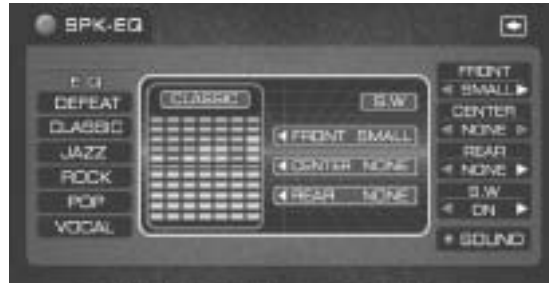 SPK-EQ
EQ
DEFEAT
CLASSIC
JAZZ
ROCK
POP
VOCAL
CLASSIC
S.W
FRONT SMALL
CENTER NONE
REAR NONE
FRONT
SMALL
CENTER
NONE
REAR
NONE
S.W
ON
SOUND